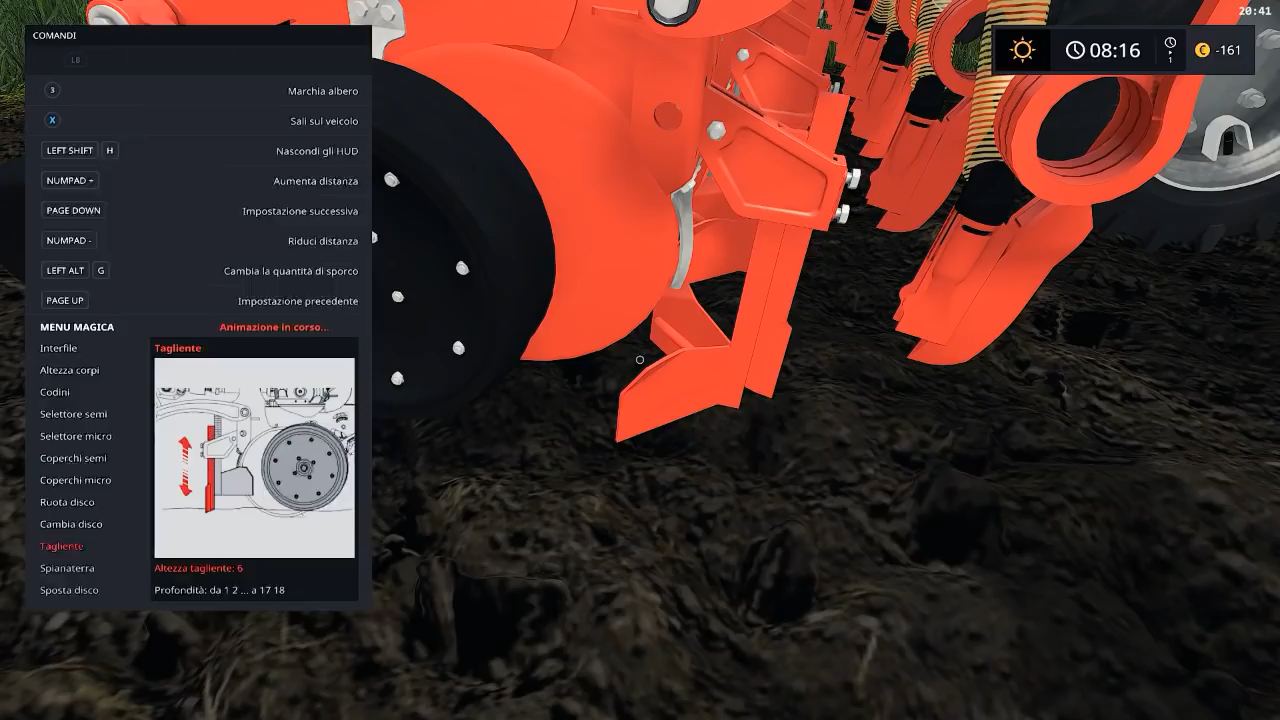 20:41
COMANDI
08:16
1
C -161
LB
3 Marchia albero
X Sali sul veicolo
LEFT SHIFT H Nascondi gli HUD
NUMPAD + Aumenta distanza
PAGE DOWN Impostazione successiva
NUMPAD - Riduci distanza
LEFT ALT G Cambia la quantità di sporco
PAGE UP Impostazione precedente
MENU MAGICA Animazione in corso...
Interfile
Altezza corpi
Codini
Selettore semi
Selettore micro
Coperchi semi
Coperchi micro
Ruota disco
Cambia disco
Tagliente
Spianaterra
Sposta disco
Tagliente
Altezza tagliente: 6
Profondità: da 1 2 ... a 17 18